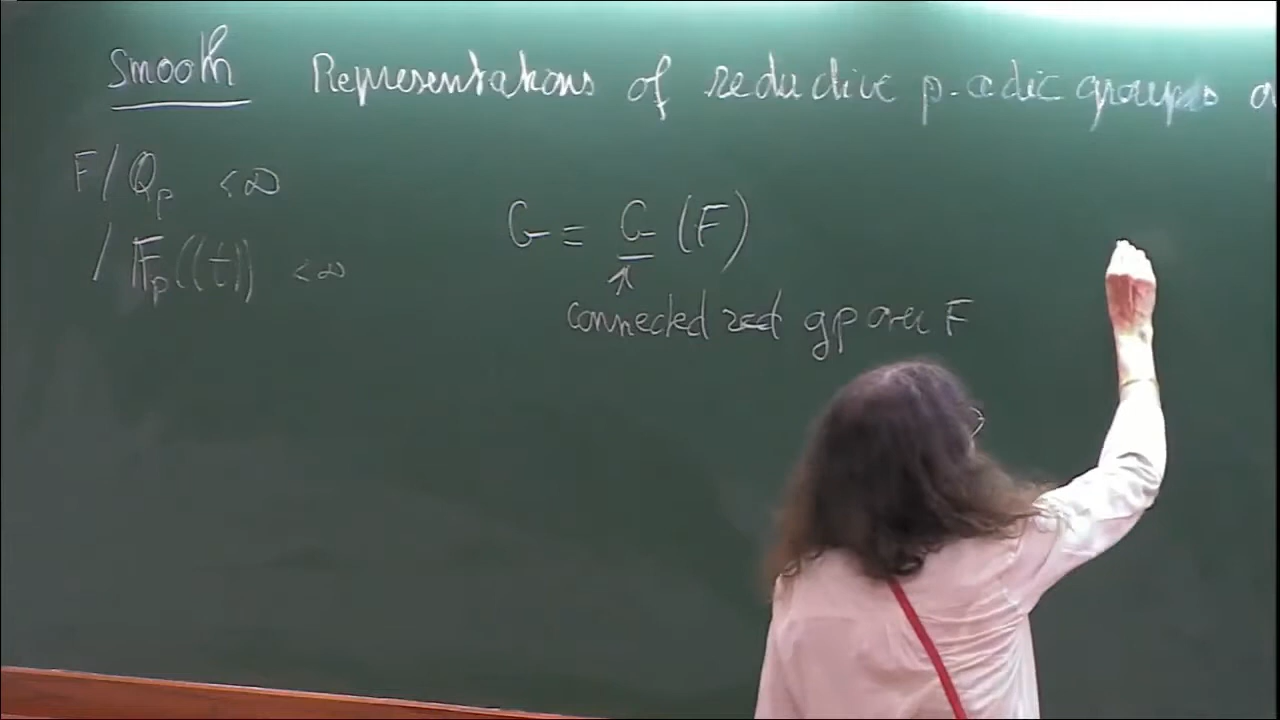 Smooth Representations of reductive p-adic groups
F/Q_p < ∞
/F_p((t)) < ∞
G = G (F)
↑
connected red gp over F